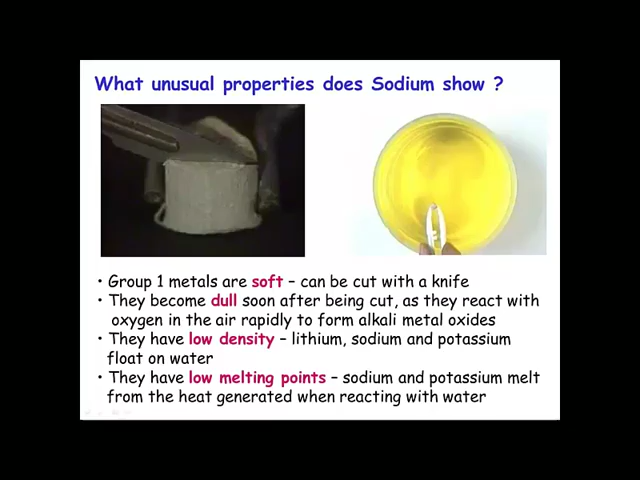 What unusual properties does Sodium show ?
• Group 1 metals are soft – can be cut with a knife
• They become dull soon after being cut, as they react with
oxygen in the air rapidly to form alkali metal oxides
• They have low density – lithium, sodium and potassium
float on water
• They have low melting points – sodium and potassium melt
from the heat generated when reacting with water